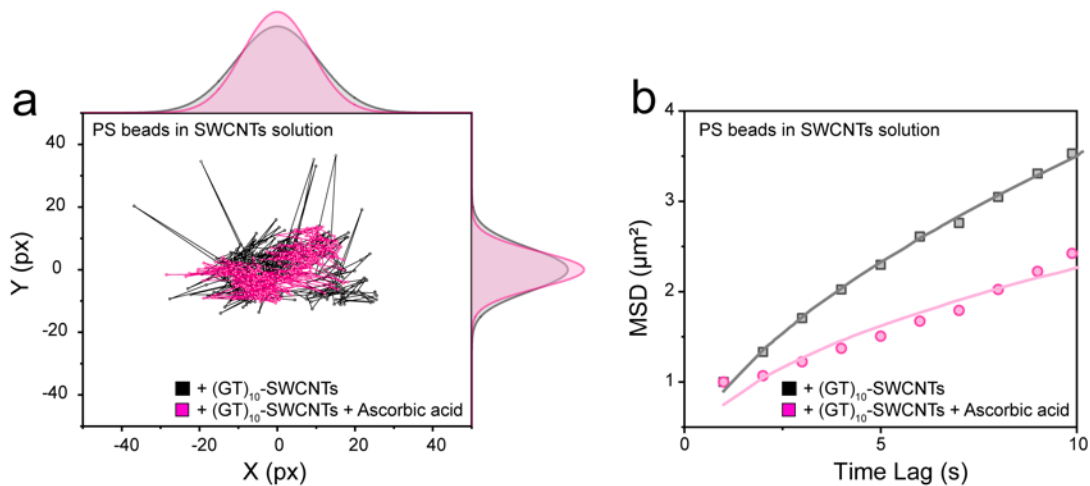 a
PS beads in SWCNTs solution
50
40
20
0
-20
-40
Y (px)
+ (GT)₁₀-SWCNTs
+ (GT)₁₀-SWCNTs + Ascorbic acid
-40
-20
0
20
40
X (px)
b
PS beads in SWCNTs solution
4
3
2
1
MSD (µm²)
+ (GT)₁₀-SWCNTs
+ (GT)₁₀-SWCNTs + Ascorbic acid
0
5
10
Time Lag (s)